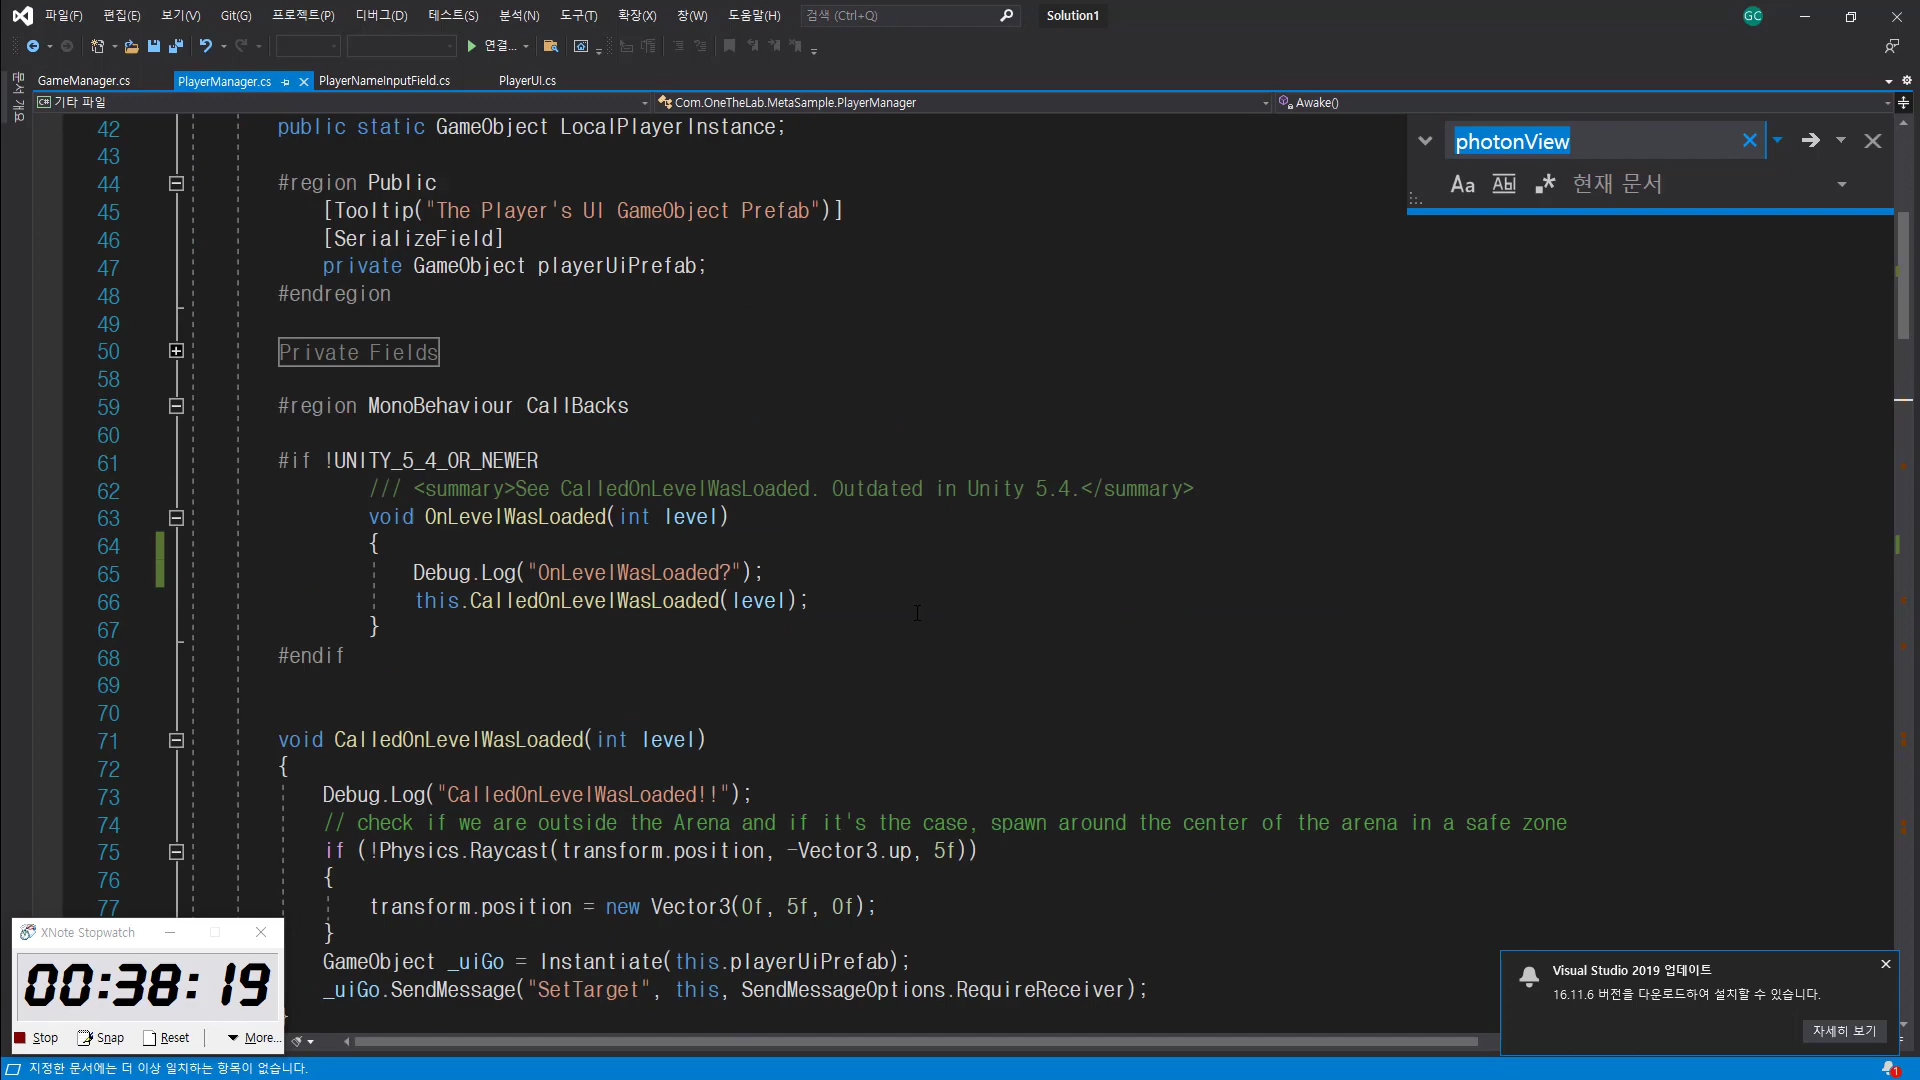 파일(F) 편집(E) 보기(V) Git(G) 프로젝트(P) 디버그(D) 테스트(S) 분석(N) 도구(T) 확장(X) 창(W) 도움말(H) 검색 (Ctrl+Q) Solution1 GC
연결...
문서 개요
GameManager.cs PlayerManager.cs PlayerNameInputField.cs PlayerUI.cs
C# 기타 파일 Com.OneTheLab.MetaSample.PlayerManager Awake()
photonView
Aa Abl .* 현재 문서
42 public static GameObject LocalPlayerInstance;
43
44 #region Public
45 [Tooltip("The Player's UI GameObject Prefab")]
46 [SerializeField]
47 private GameObject playerUiPrefab;
48 #endregion
49
50 Private Fields
58
59 #region MonoBehaviour CallBacks
60
61 #if !UNITY_5_4_OR_NEWER
62 /// <summary>See CalledOnLevelWasLoaded. Outdated in Unity 5.4.</summary>
63 void OnLevelWasLoaded(int level)
64 {
65 Debug.Log("OnLevelWasLoaded?");
66 this.CalledOnLevelWasLoaded(level);
67 }
68 #endif
69
70
71 void CalledOnLevelWasLoaded(int level)
72 {
73 Debug.Log("CalledOnLevelWasLoaded!!");
74 // check if we are outside the Arena and if it's the case, spawn around the center of the arena in a safe zone
75 if (!Physics.Raycast(transform.position, -Vector3.up, 5f))
76 {
77 transform.position = new Vector3(0f, 5f, 0f);
}
GameObject _uiGo = Instantiate(this.playerUiPrefab);
_uiGo.SendMessage("SetTarget", this, SendMessageOptions.RequireReceiver);
XNote Stopwatch
00:38:19
Stop Snap Reset More...
Visual Studio 2019 업데이트
16.11.6 버전을 다운로드하여 설치할 수 있습니다.
자세히 보기
지정한 문서에는 더 이상 일치하는 항목이 없습니다.
1